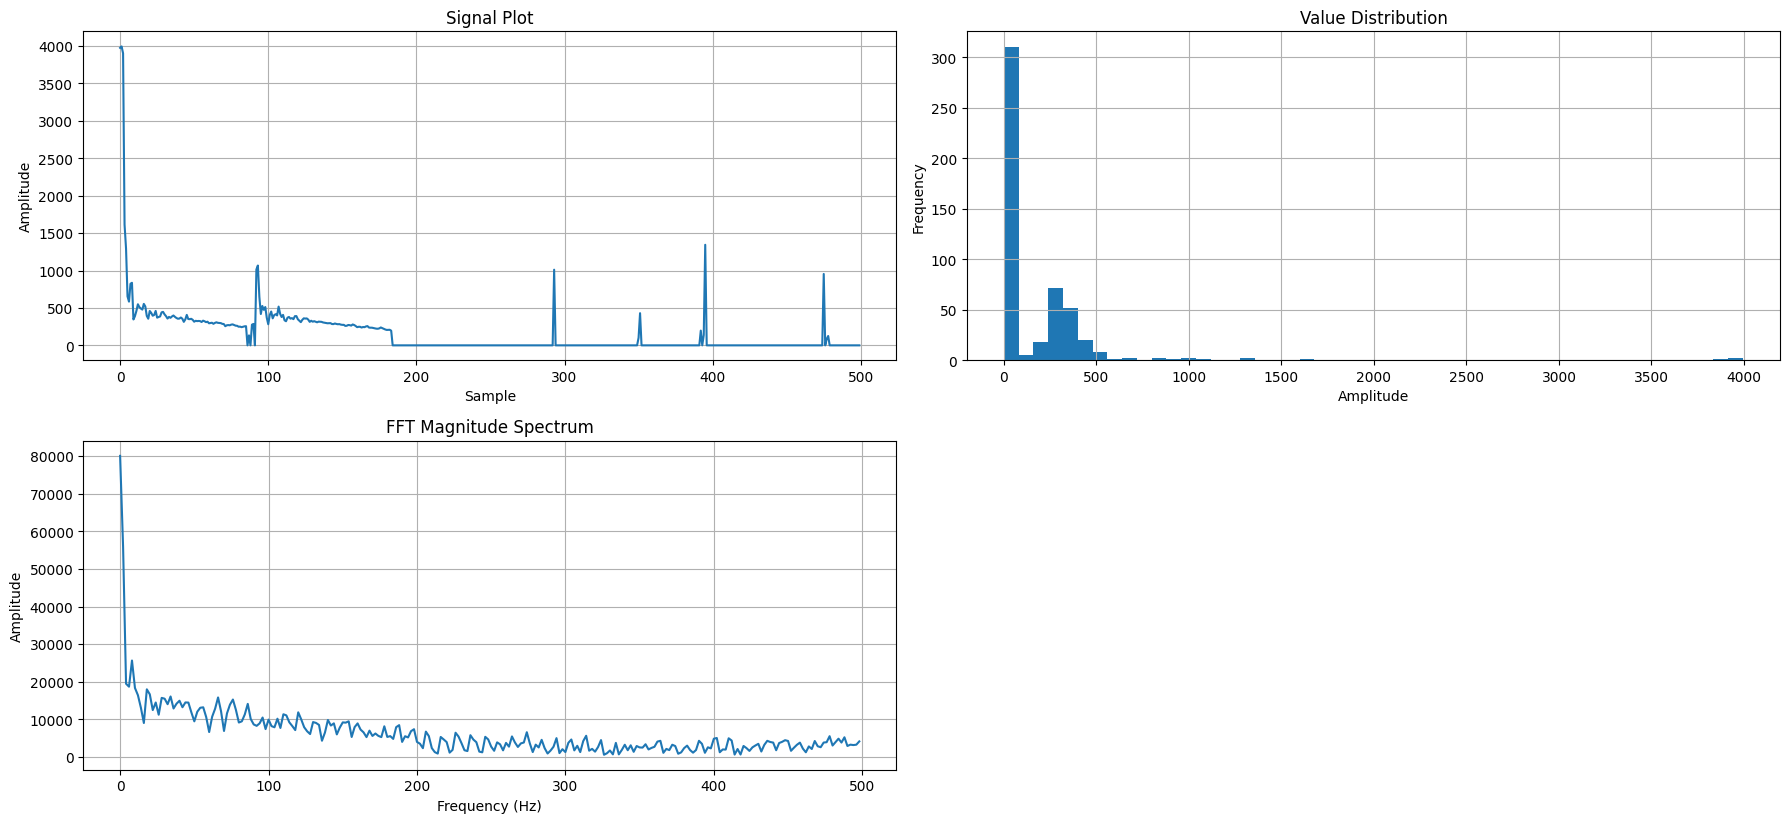 Signal Plot
Amplitude
4000
3500
3000
2500
2000
1500
1000
500
0
0 100 200 300 400 500
Sample
Value Distribution
Frequency
300
250
200
150
100
50
0
0 500 1000 1500 2000 2500 3000 3500 4000
Amplitude
FFT Magnitude Spectrum
Amplitude
80000
70000
60000
50000
40000
30000
20000
10000
0
0 100 200 300 400 500
Frequency (Hz)